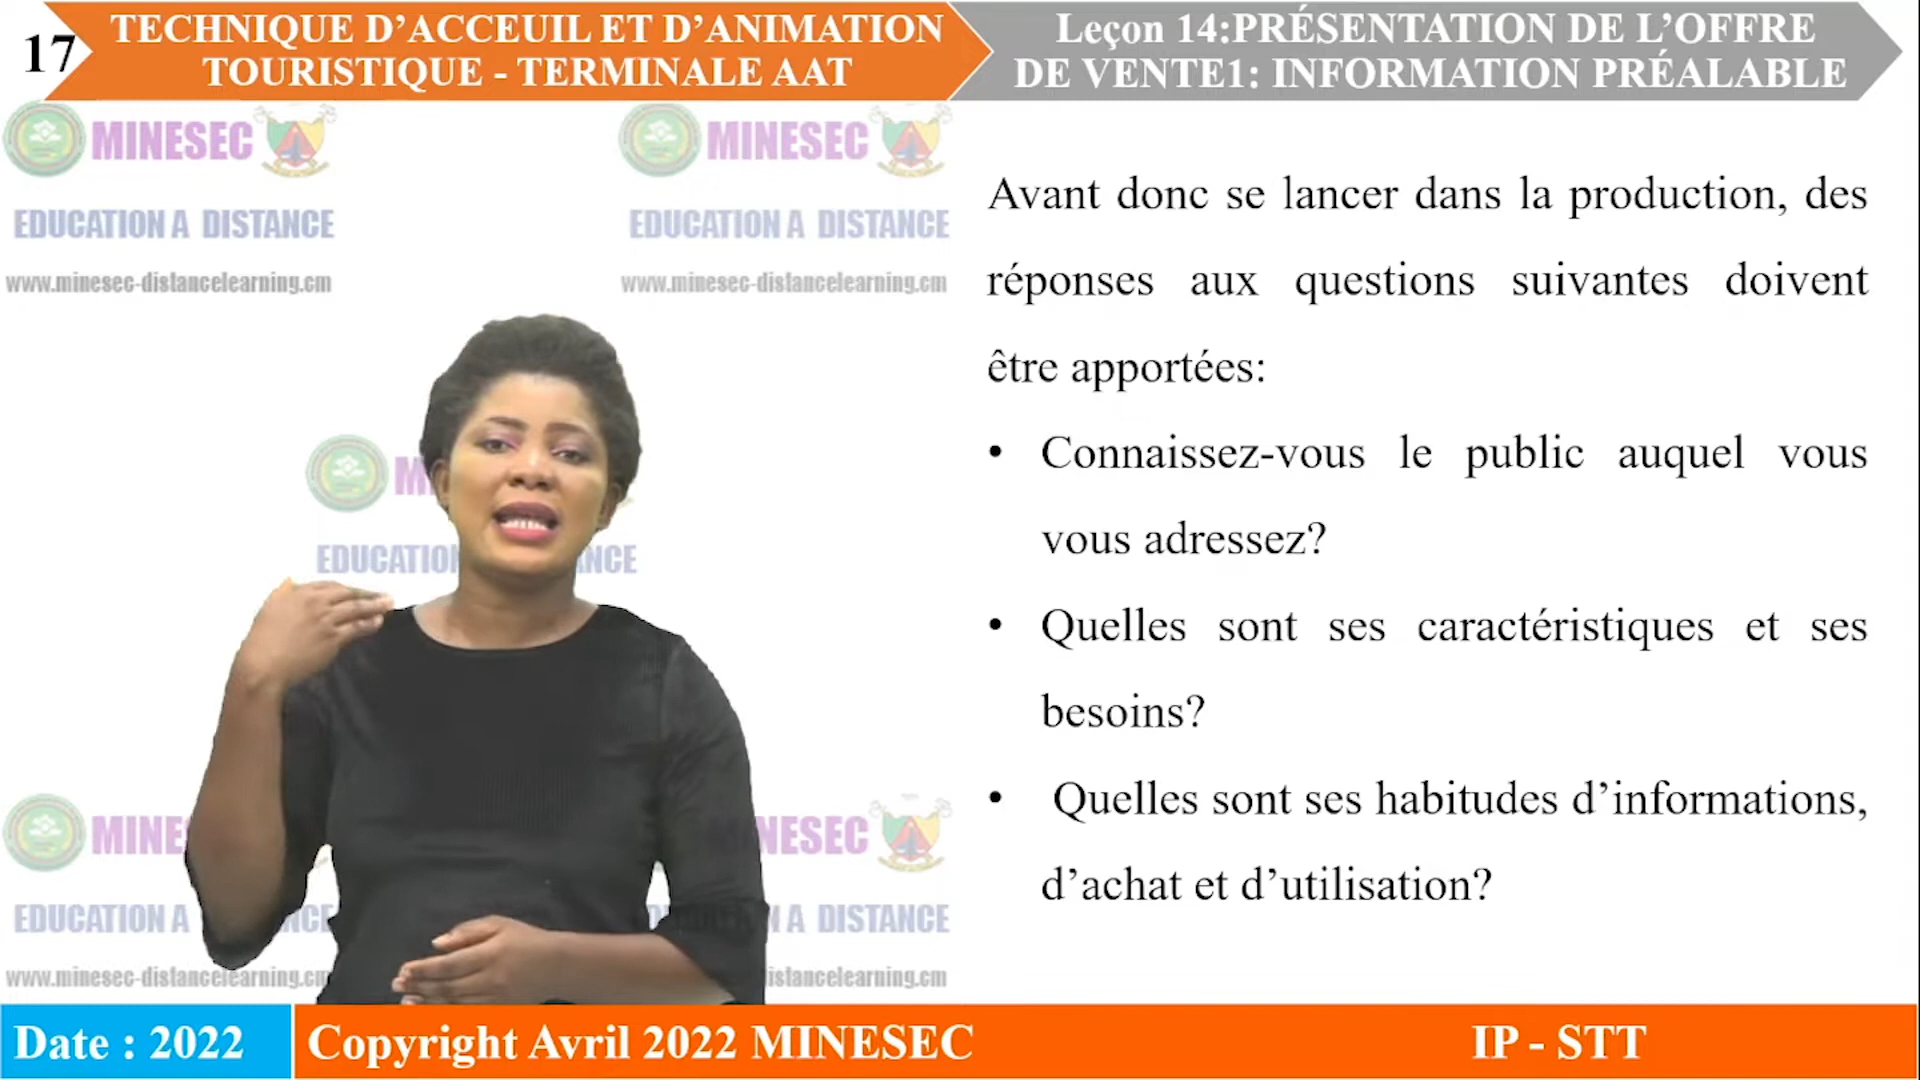 17
TECHNIQUE D’ACCEUIL ET D’ANIMATION
TOURISTIQUE - TERMINALE AAT
Leçon 14:PRÉSENTATION DE L’OFFRE
DE VENTE1: INFORMATION PRÉALABLE
MINESEC
EDUCATION A DISTANCE
www.minesec-distancelearning.cm
MINESEC
EDUCATION A DISTANCE
www.minesec-distancelearning.cm
Avant donc se lancer dans la production, des
réponses aux questions suivantes doivent
être apportées:
• Connaissez-vous le public auquel vous
vous adressez?
• Quelles sont ses caractéristiques et ses
besoins?
• Quelles sont ses habitudes d’informations,
d’achat et d’utilisation?
Date : 2022
Copyright Avril 2022 MINESEC
IP - STT